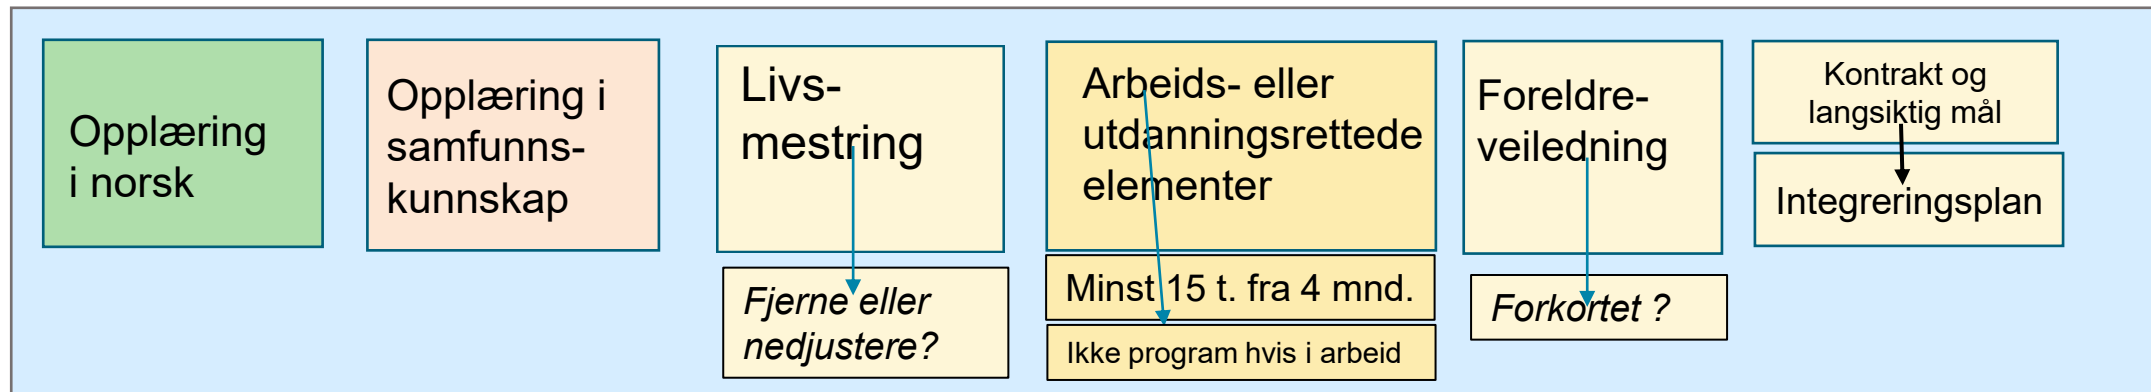 Opplæring
i norsk
Opplæring i
samfunns-
kunnskap
Livs-
mestring
Fjerne eller
nedjustere?
Arbeids- eller
utdanningsrettede
elementer
Minst 15 t. fra 4 mnd.
Ikke program hvis i arbeid
Foreldre-
veiledning
Forkortet ?
Kontrakt og
langsiktig mål
Integreringsplan